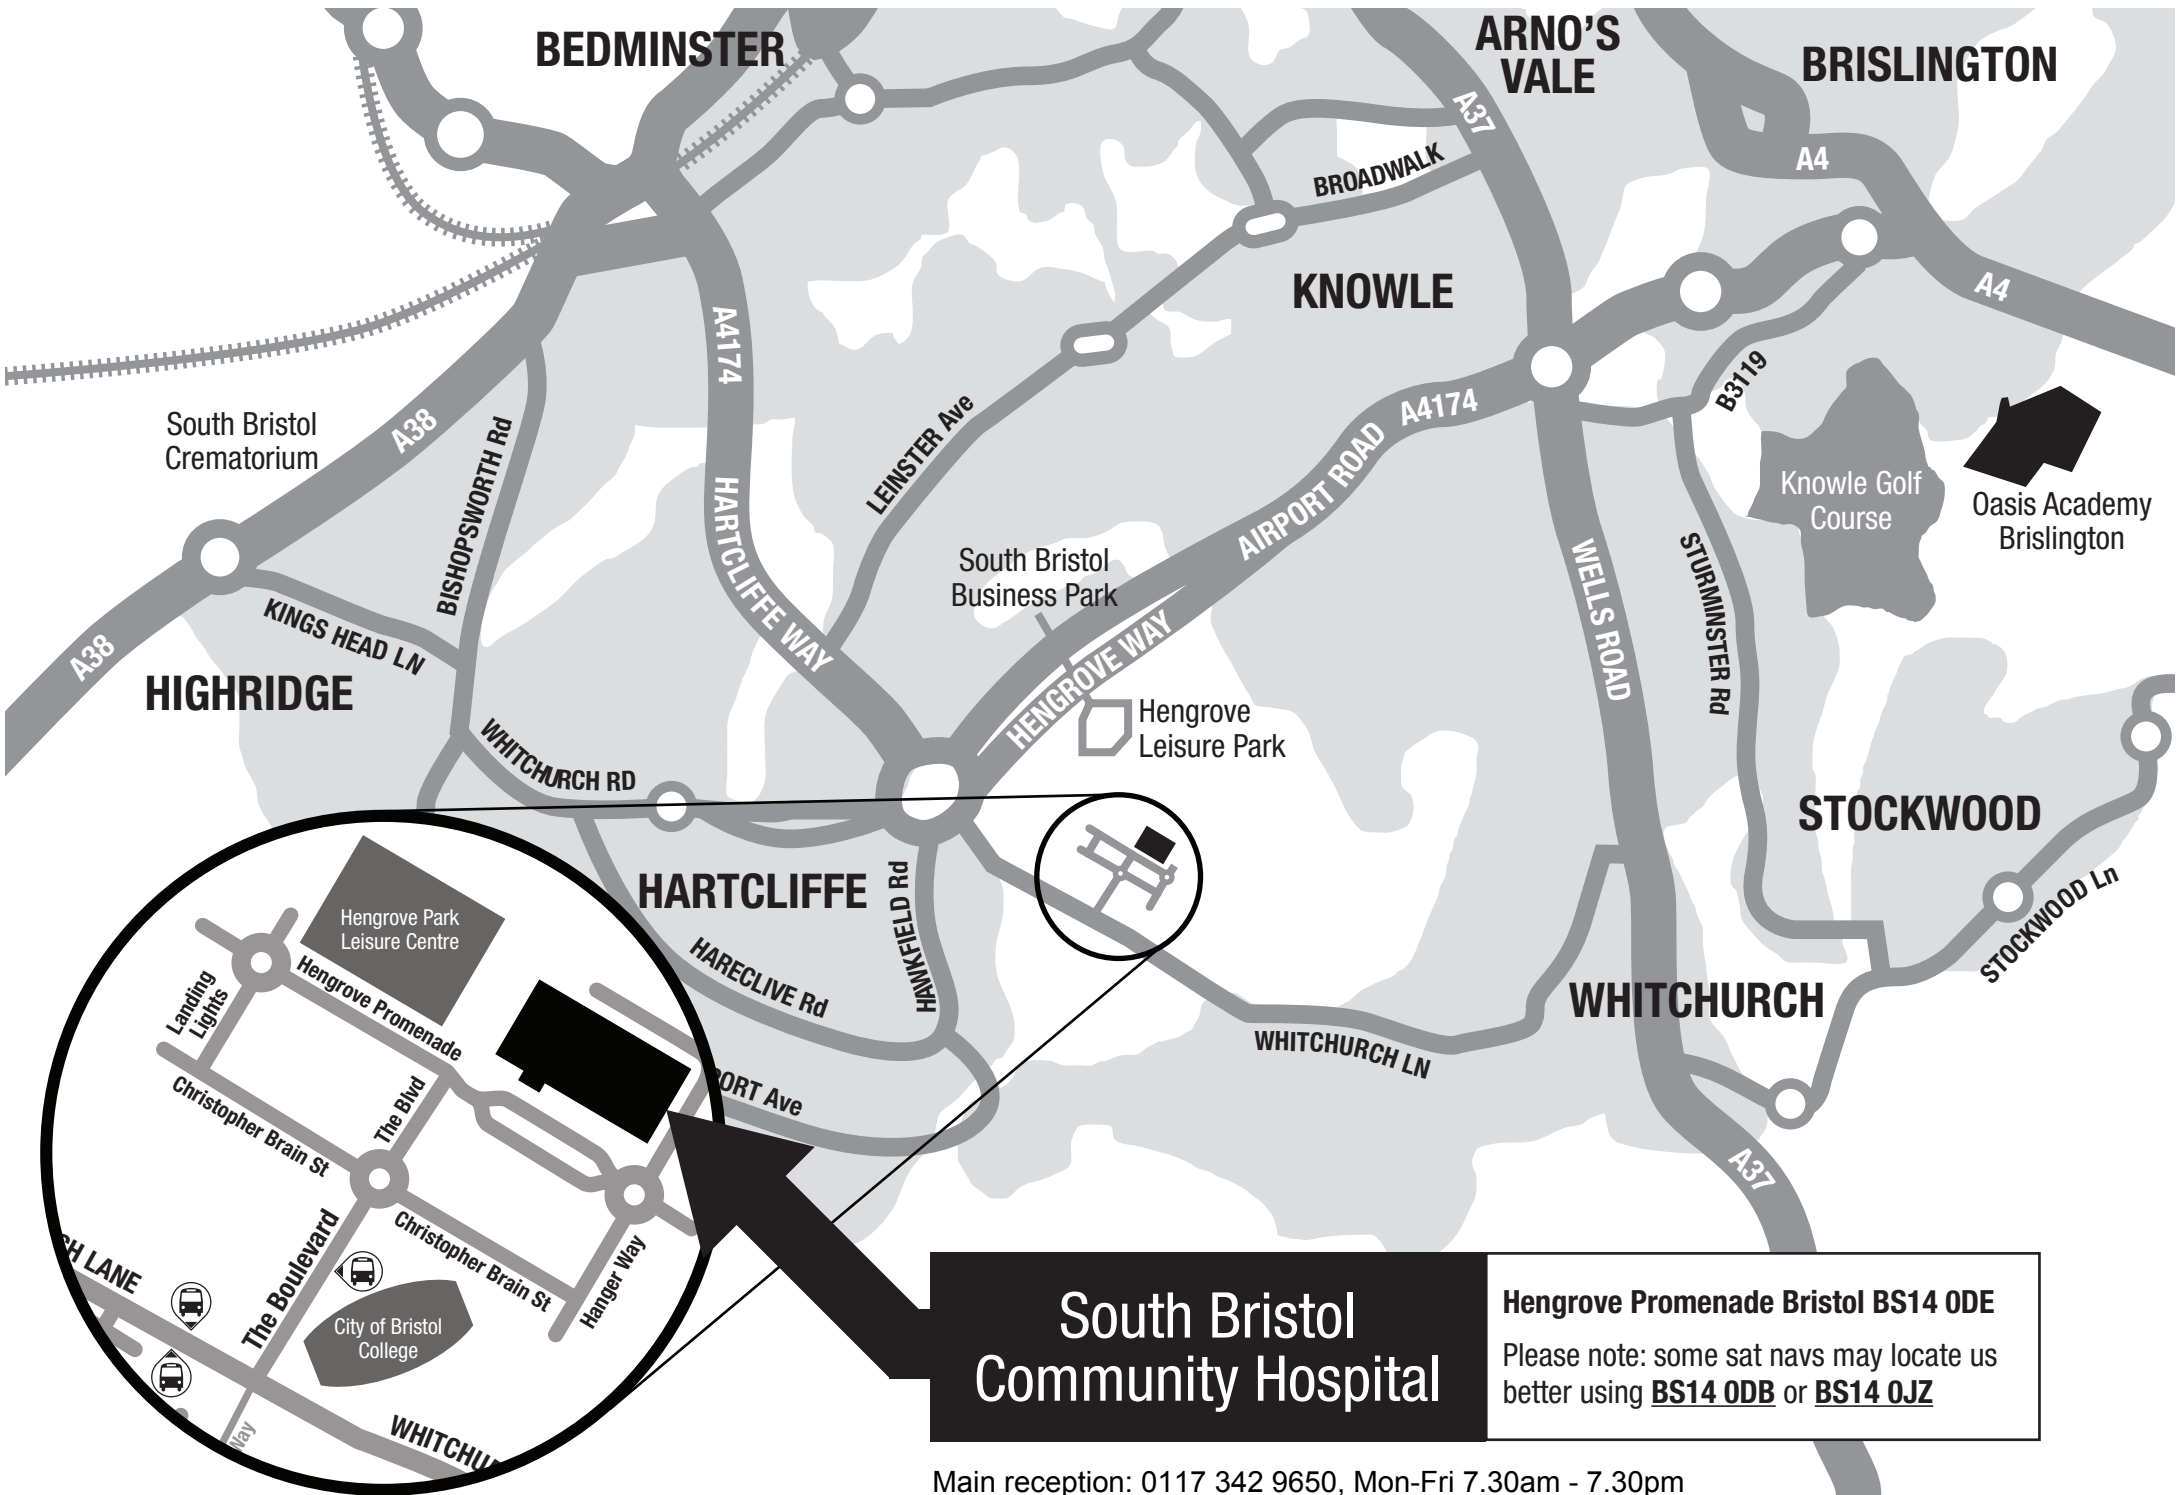 BEDMINSTER
ARNO'S
VALE
BRISLINGTON
A37
A4
BROADWALK
KNOWLE
A4
A4174
B3119
South Bristol
Crematorium
A38
BISHOPSWORTH Rd
LEINSTER Ave
A4174
AIRPORT ROAD
Knowle Golf
Course
Oasis Academy
Brislington
HARTCLIFFE WAY
South Bristol
Business Park
HENGROVE WAY
WELLS ROAD
STURMINSTER Rd
KINGS HEAD LN
A38
HIGHRIDGE
WHITCHURCH RD
Hengrove
Leisure Park
STOCKWOOD
HARTCLIFFE
HAWKFIELD Rd
HARECLIVE Rd
STOCKWOOD Ln
WHITCHURCH
WHITCHURCH LN
PORT Ave
A37
Hengrove Park
Leisure Centre
Landing
Lights
Hengrove Promenade
The Blvd
Christopher Brain St
Christopher Brain St
The Boulevard
Hanger Way
CH LANE
City of Bristol
College
WHITCHU
Way
South Bristol
Community Hospital
Hengrove Promenade Bristol BS14 0DE
Please note: some sat navs may locate us
better using BS14 0DB or BS14 0JZ
Main reception: 0117 342 9650, Mon-Fri 7.30am - 7.30pm